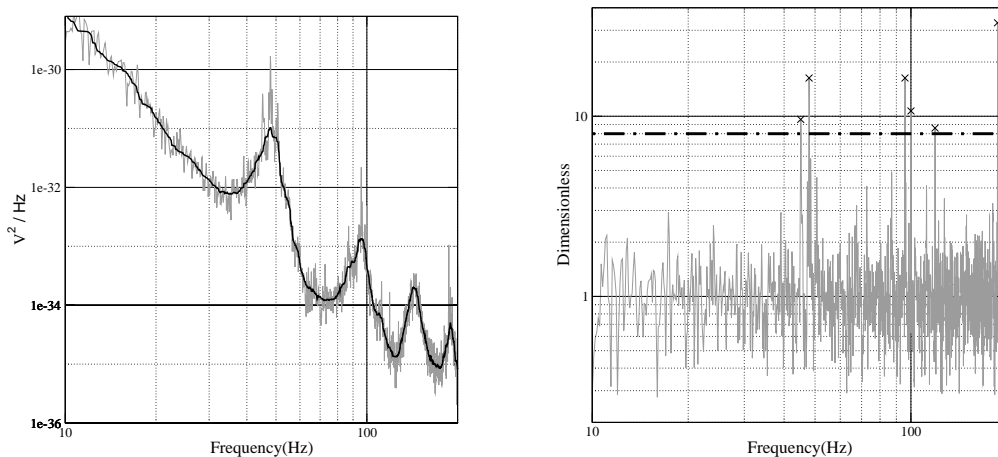 1e-30
1e-32
1e-34
1e-36
V² / Hz
10
100
Frequency(Hz)
10
1
Dimensionless
10
100
Frequency(Hz)